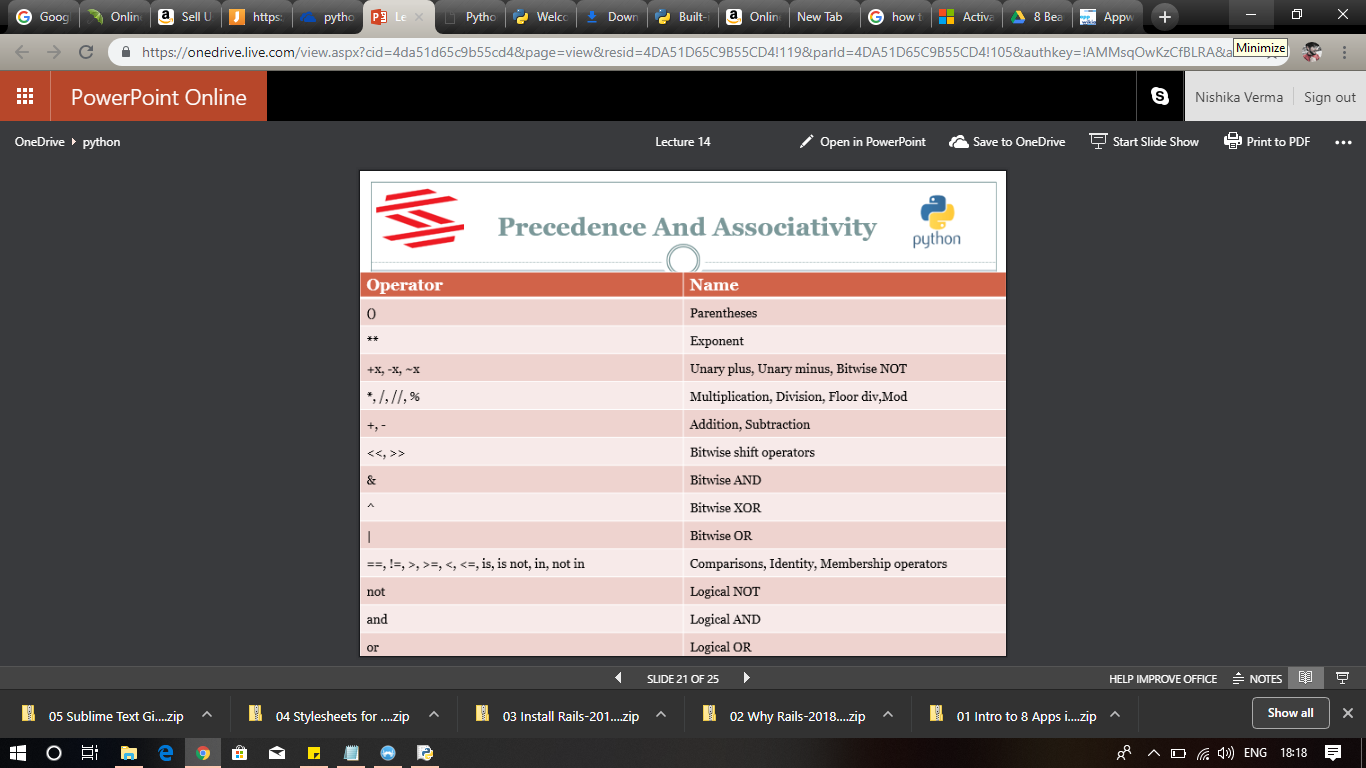 Goog
Onlin
Sell U
https:
pytho
Le
Pytho
Welco
Down
Built-
Onlin
New Tab
how t
Activa
8 Bea
Appw
https://onedrive.live.com/view.aspx?cid=4da51d65c9b55cd4&page=view&resid=4DA51D65C9B55CD4!119&parId=4DA51D65C9B55CD4!105&authkey=!AMMsqOwKzCfBLRA&a
Minimize
PowerPoint Online
Nishika Verma
Sign out
OneDrive
python
Lecture 14
Open in PowerPoint
Save to OneDrive
Start Slide Show
Print to PDF
Precedence And Associativity
python
Operator Name
() Parentheses
** Exponent
+x, -x, ~x Unary plus, Unary minus, Bitwise NOT
*, /, //, % Multiplication, Division, Floor div,Mod
+, - Addition, Subtraction
<<, >> Bitwise shift operators
& Bitwise AND
^ Bitwise XOR
| Bitwise OR
==, !=, >, >=, <, <=, is, is not, in, not in Comparisons, Identity, Membership operators
not Logical NOT
and Logical AND
or Logical OR
SLIDE 21 OF 25
HELP IMPROVE OFFICE
NOTES
05 Sublime Text Gi....zip
04 Stylesheets for ....zip
03 Install Rails-201....zip
02 Why Rails-2018....zip
01 Intro to 8 Apps i....zip
Show all
ENG
18:18